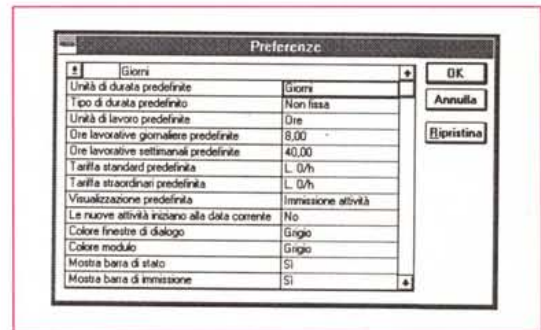 Preferenze
Giorni
OK
Annulla
Ripristina
Unità di durata predefinite Giorni
Tipo di durata predefinito Non fissa
Unità di lavoro predefinite Ore
Ore lavorative giornaliere predefinite 8,00
Ore lavorative settimanali predefinite 40,00
Tariffa standard predefinita L. 0/h
Tariffa straordinari predefinita L. 0/h
Visualizzazione predefinita Immissione attività
Le nuove attività iniziano alla data corrente No
Colore finestre di dialogo Grigio
Colore modulo Grigio
Mostra barra di stato Sì
Mostra barra di immissione Sì